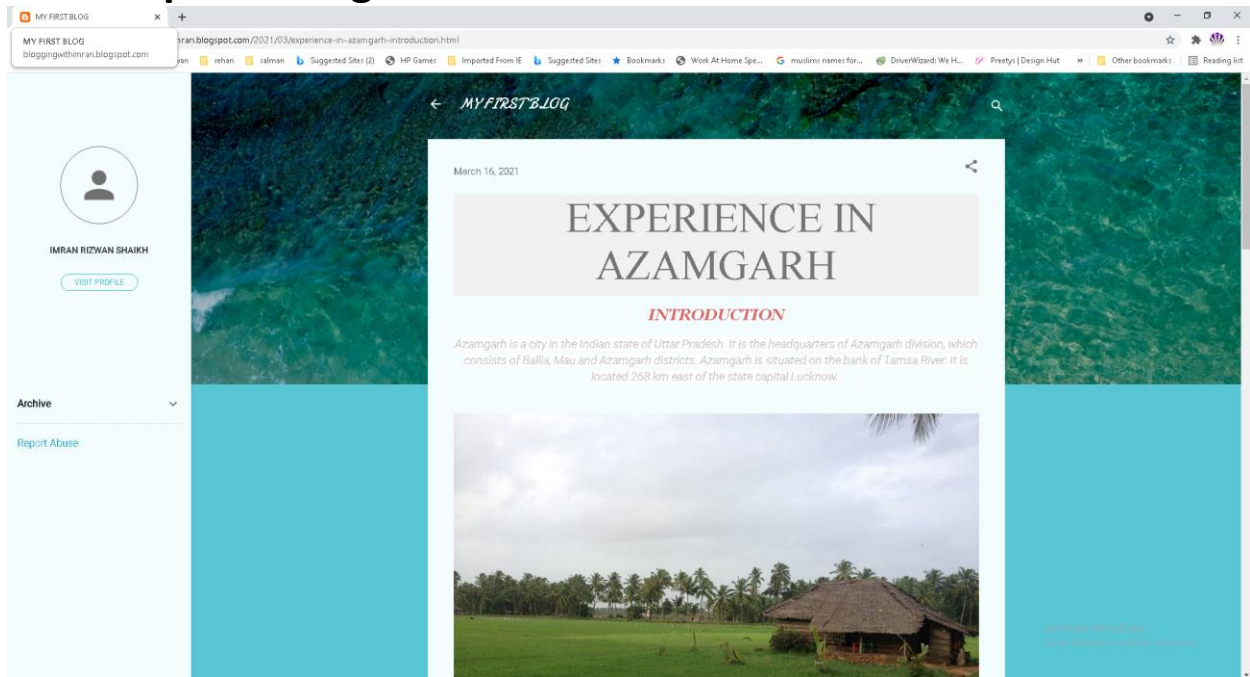 MY FIRST BLOG
MY FIRST BLOG
bloggingwithimran.blogspot.com
ran.blogspot.com/2021/03/experience-in-azamgarh-introduction.html
van rehan salman Suggested Sites (2) HP Games Imported From IE Suggested Sites Bookmarks Work At Home Spe... muslims names for... DriverWizard: We H... Preetys | Design Hut » Other bookmarks Reading list
MY FIRST BLOG
March 16, 2021
EXPERIENCE IN
AZAMGARH
IMRAN RIZWAN SHAIKH
VISIT PROFILE
INTRODUCTION
Azamgarh is a city in the Indian state of Uttar Pradesh. It is the headquarters of Azamgarh division, which
consists of Ballia, Mau and Azamgarh districts. Azamgarh is situated on the bank of Tamsa River. It is
located 268 km east of the state capital Lucknow.
Archive
Report Abuse